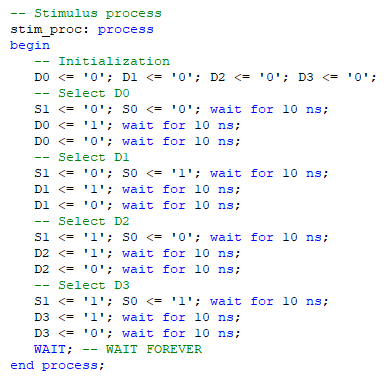 -- Stimulus process
stim_proc: process
begin
-- Initialization
D0 <= '0'; D1 <= '0'; D2 <= '0'; D3 <= '0';
-- Select D0
S1 <= '0'; S0 <= '0'; wait for 10 ns;
D0 <= '1'; wait for 10 ns;
D0 <= '0'; wait for 10 ns;
-- Select D1
S1 <= '0'; S0 <= '1'; wait for 10 ns;
D1 <= '1'; wait for 10 ns;
D1 <= '0'; wait for 10 ns;
-- Select D2
S1 <= '1'; S0 <= '0'; wait for 10 ns;
D2 <= '1'; wait for 10 ns;
D2 <= '0'; wait for 10 ns;
-- Select D3
S1 <= '1'; S0 <= '1'; wait for 10 ns;
D3 <= '1'; wait for 10 ns;
D3 <= '0'; wait for 10 ns;
WAIT; -- WAIT FOREVER
end process;